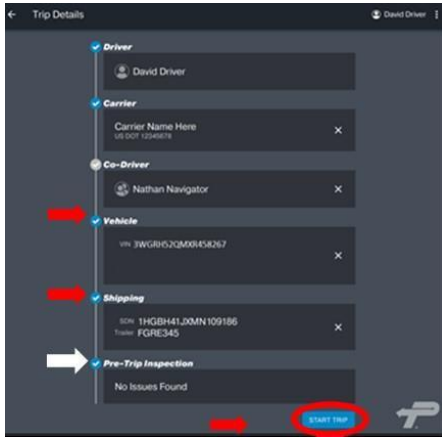 Trip Details
David Driver
Driver
David Driver
Carrier
Carrier Name Here
US DOT 12345678
Co-Driver
Nathan Navigator
Vehicle
VIN 3WGRH52QMXR458267
Shipping
SDN 1HGBH41JXMN109186
Trailer FGRE345
Pre-Trip Inspection
No Issues Found
START TRIP